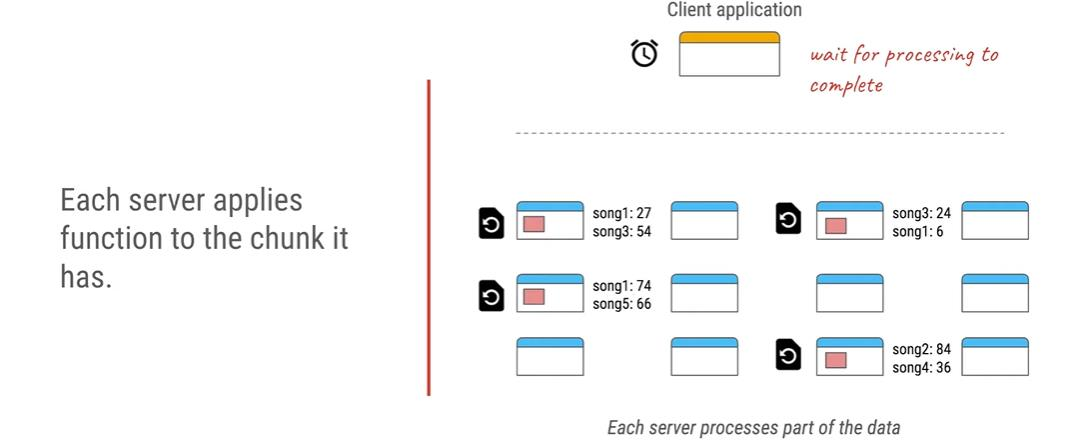 Client application
wait for processing to
complete
Each server applies
function to the chunk it
has.
song1: 27
song3: 54
song3: 24
song1: 6
song1: 74
song5: 66
song2: 84
song4: 36
Each server processes part of the data